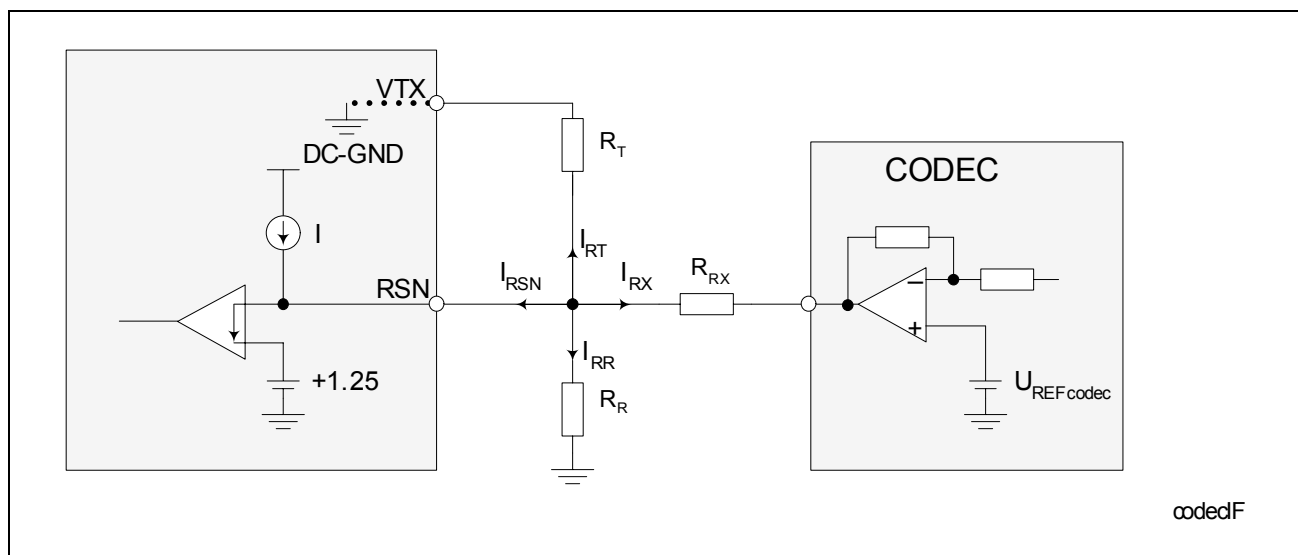 VTX
DC-GND
R_T
CODEC
I
I_RT
RSN
I_RSN
I_RX
R_RX
I_RR
+1.25
R_R
−
+
U_REFcodec
codecIF